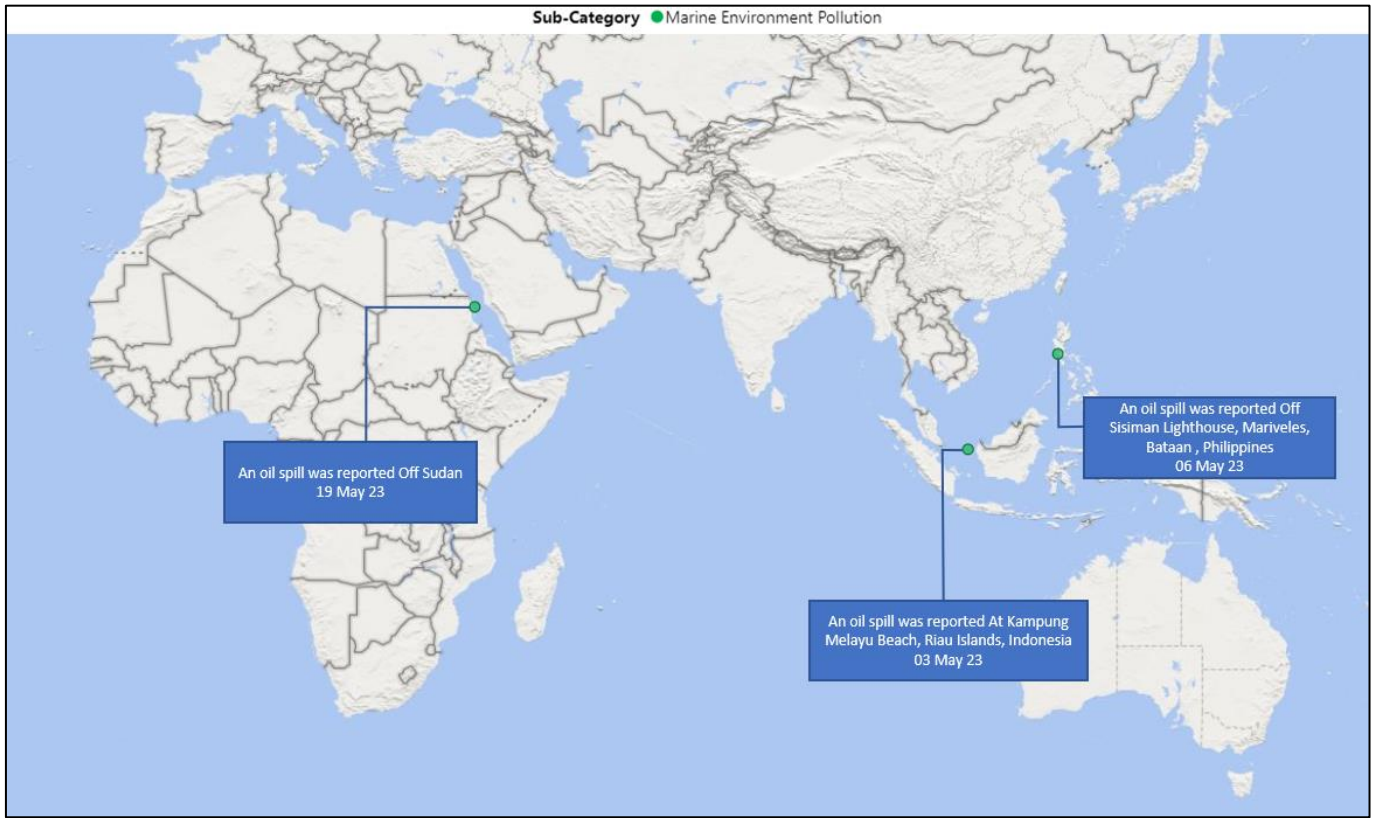 Sub-Category Marine Environment Pollution
An oil spill was reported Off Sudan
19 May 23
An oil spill was reported Off
Sisiman Lighthouse, Mariveles,
Bataan , Philippines
06 May 23
An oil spill was reported At Kampung
Melayu Beach, Riau Islands, Indonesia
03 May 23